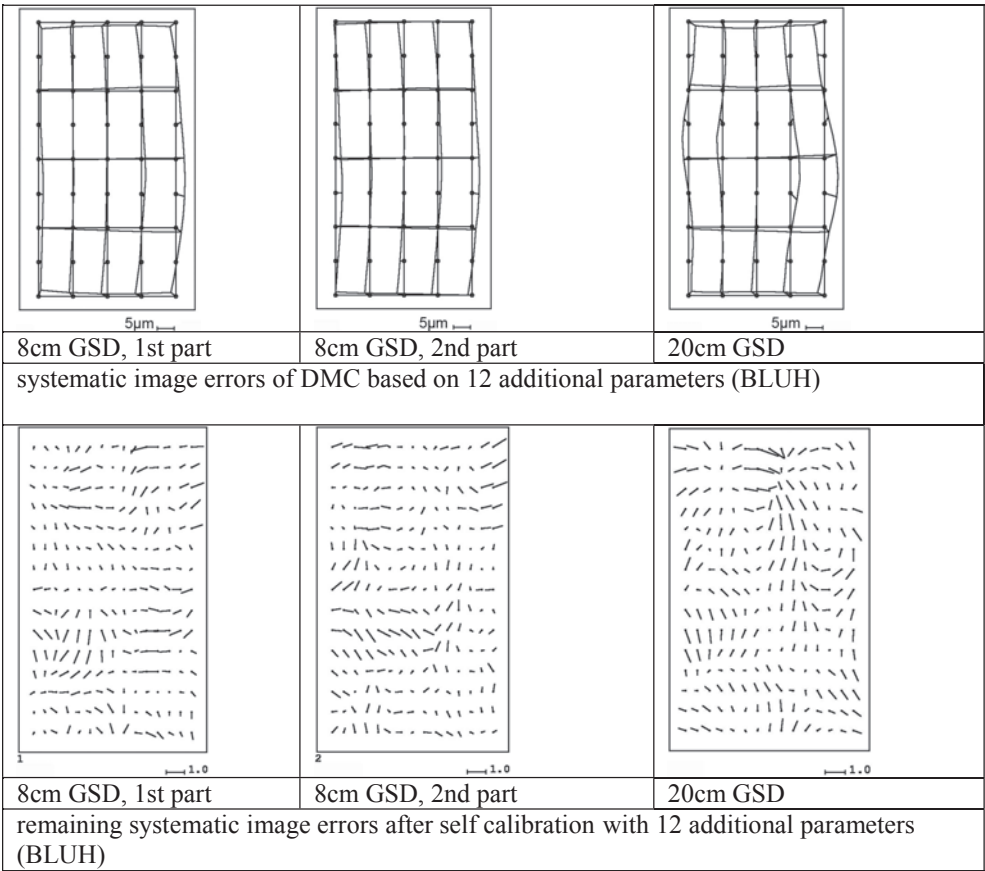 5µm
5µm
5µm
8cm GSD, 1st part
8cm GSD, 2nd part
20cm GSD
systematic image errors of DMC based on 12 additional parameters (BLUH)
1
1.0
2
1.0
1.0
8cm GSD, 1st part
8cm GSD, 2nd part
20cm GSD
remaining systematic image errors after self calibration with 12 additional parameters
(BLUH)